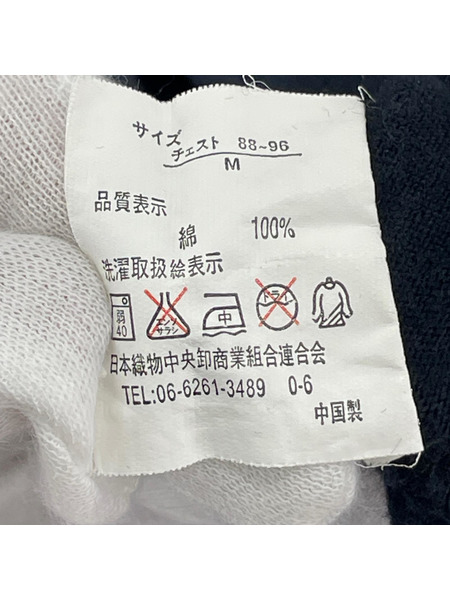 サイズ
チェスト 88~96
M
品質表示
綿 100%
洗濯取扱絵表示
弱 40 エンソサラシ 中 ドライ
日本織物中央卸商業組合連合会
TEL:06-6261-3489 0-6
中国製